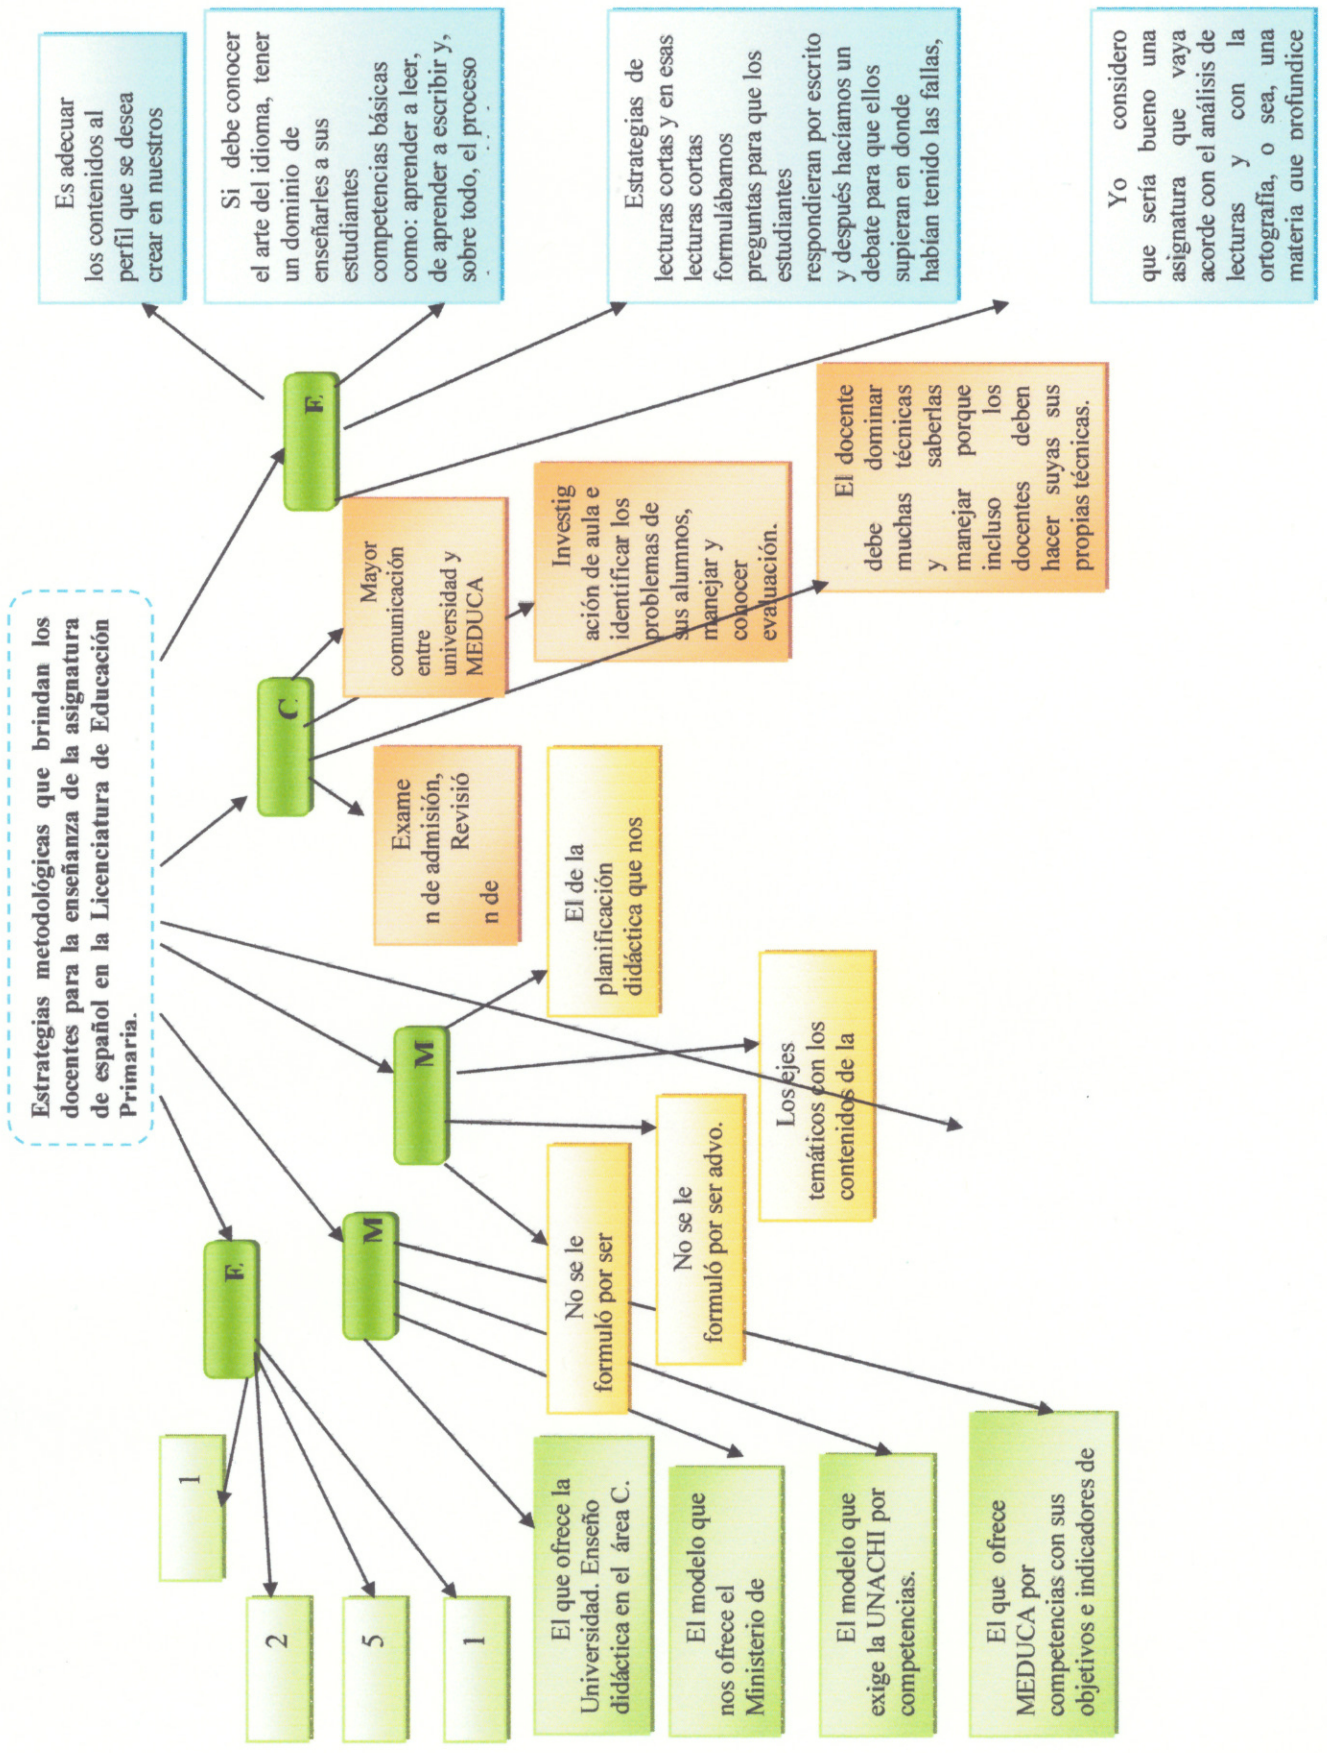 Estrategias metodológicas que brindan los
docentes para la enseñanza de la asignatura
de español en la Licenciatura de Educación
Primaria.
E
M
M
C
E
1
2
5
1
El que ofrece la
Universidad. Enseño
didáctica en el área C.
El modelo que
nos ofrece el
Ministerio de
El modelo que
exige la UNACHI por
competencias.
El que ofrece
MEDUCA por
competencias con sus
objetivos e indicadores de
No se le
formuló por ser
No se le
formuló por ser advo.
Los ejes
temáticos con los
contenidos de la
El de la
planificación
didáctica que nos
Exame
n de admisión,
Revisió
n de
Mayor
comunicación
entre
universidad y
MEDUCA
Investig
ación de aula e
identificar los
problemas de
sus alumnos,
manejar y
conocer
evaluación.
El docente
debe dominar
muchas técnicas
y saberlas
manejar porque
incluso los
docentes deben
hacer suyas sus
propias técnicas.
Es adecuar
los contenidos al
perfil que se desea
crear en nuestros
Si debe conocer
el arte del idioma, tener
un dominio de
enseñarles a sus
estudiantes
competencias básicas
como: aprender a leer,
de aprender a escribir y,
sobre todo, el proceso
Estrategias de
lecturas cortas y en esas
lecturas cortas
formulábamos
preguntas para que los
estudiantes
respondieran por escrito
y después hacíamos un
debate para que ellos
supieran en donde
habían tenido las fallas,
Yo considero
que sería bueno una
asignatura que vaya
acorde con el análisis de
lecturas y con la
ortografía, o sea, una
materia que profundice